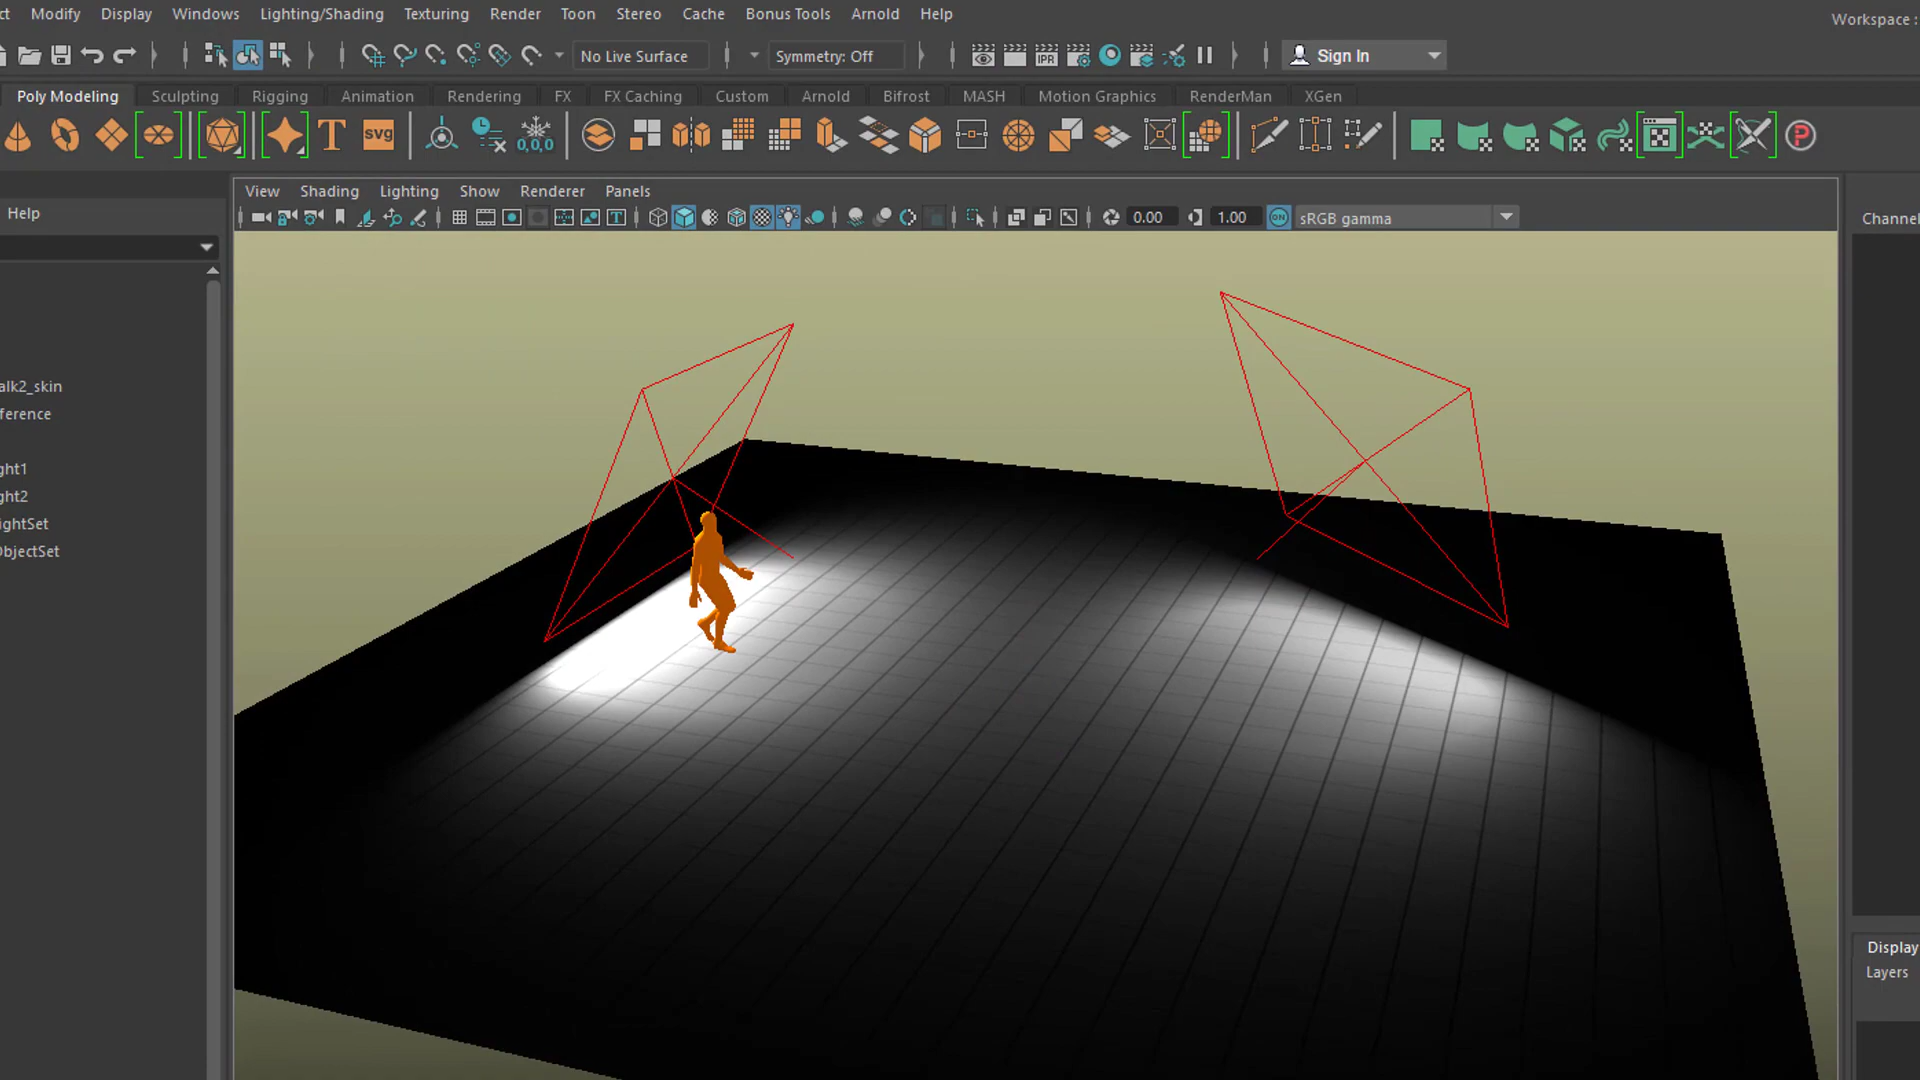 ct Modify Display Windows Lighting/Shading Texturing Render Toon Stereo Cache Bonus Tools Arnold Help
Workspace :
No Live Surface Symmetry: Off IPR Sign In
Poly Modeling Sculpting Rigging Animation Rendering FX FX Caching Custom Arnold Bifrost MASH Motion Graphics RenderMan XGen
T svg 0,0,0 P
View Shading Lighting Show Renderer Panels
Help
T 0.00 1.00 ON sRGB gamma
Channel
alk2_skin
ference
ght1
ght2
ightSet
ObjectSet
Display
Layers